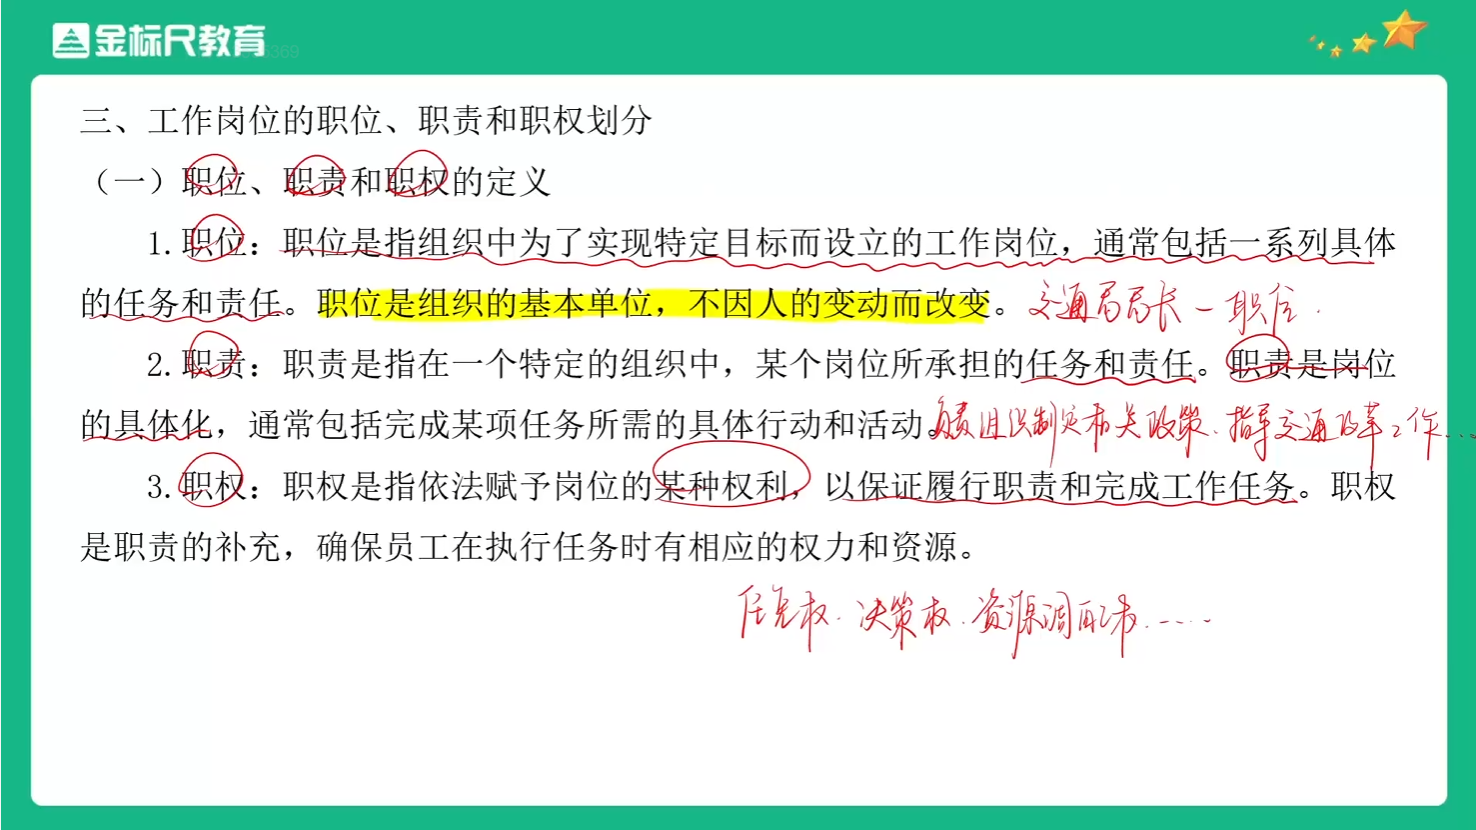 金标尺教育
三、工作岗位的职位、职责和职权划分
（一）职位、职责和职权的定义
1.职位：职位是指组织中为了实现特定目标而设立的工作岗位，通常包括一系列具体
的任务和责任。职位是组织的基本单位，不因人的变动而改变。交通局局长一职位.
2.职责：职责是指在一个特定的组织中，某个岗位所承担的任务和责任。职责是岗位
的具体化，通常包括完成某项任务所需的具体行动和活动。负责组织制定相关政策.指导交通改革工作...
3.职权：职权是指依法赋予岗位的某种权利，以保证履行职责和完成工作任务。职权
是职责的补充，确保员工在执行任务时有相应的权力和资源。
任免权.决策权.资源调配权.....